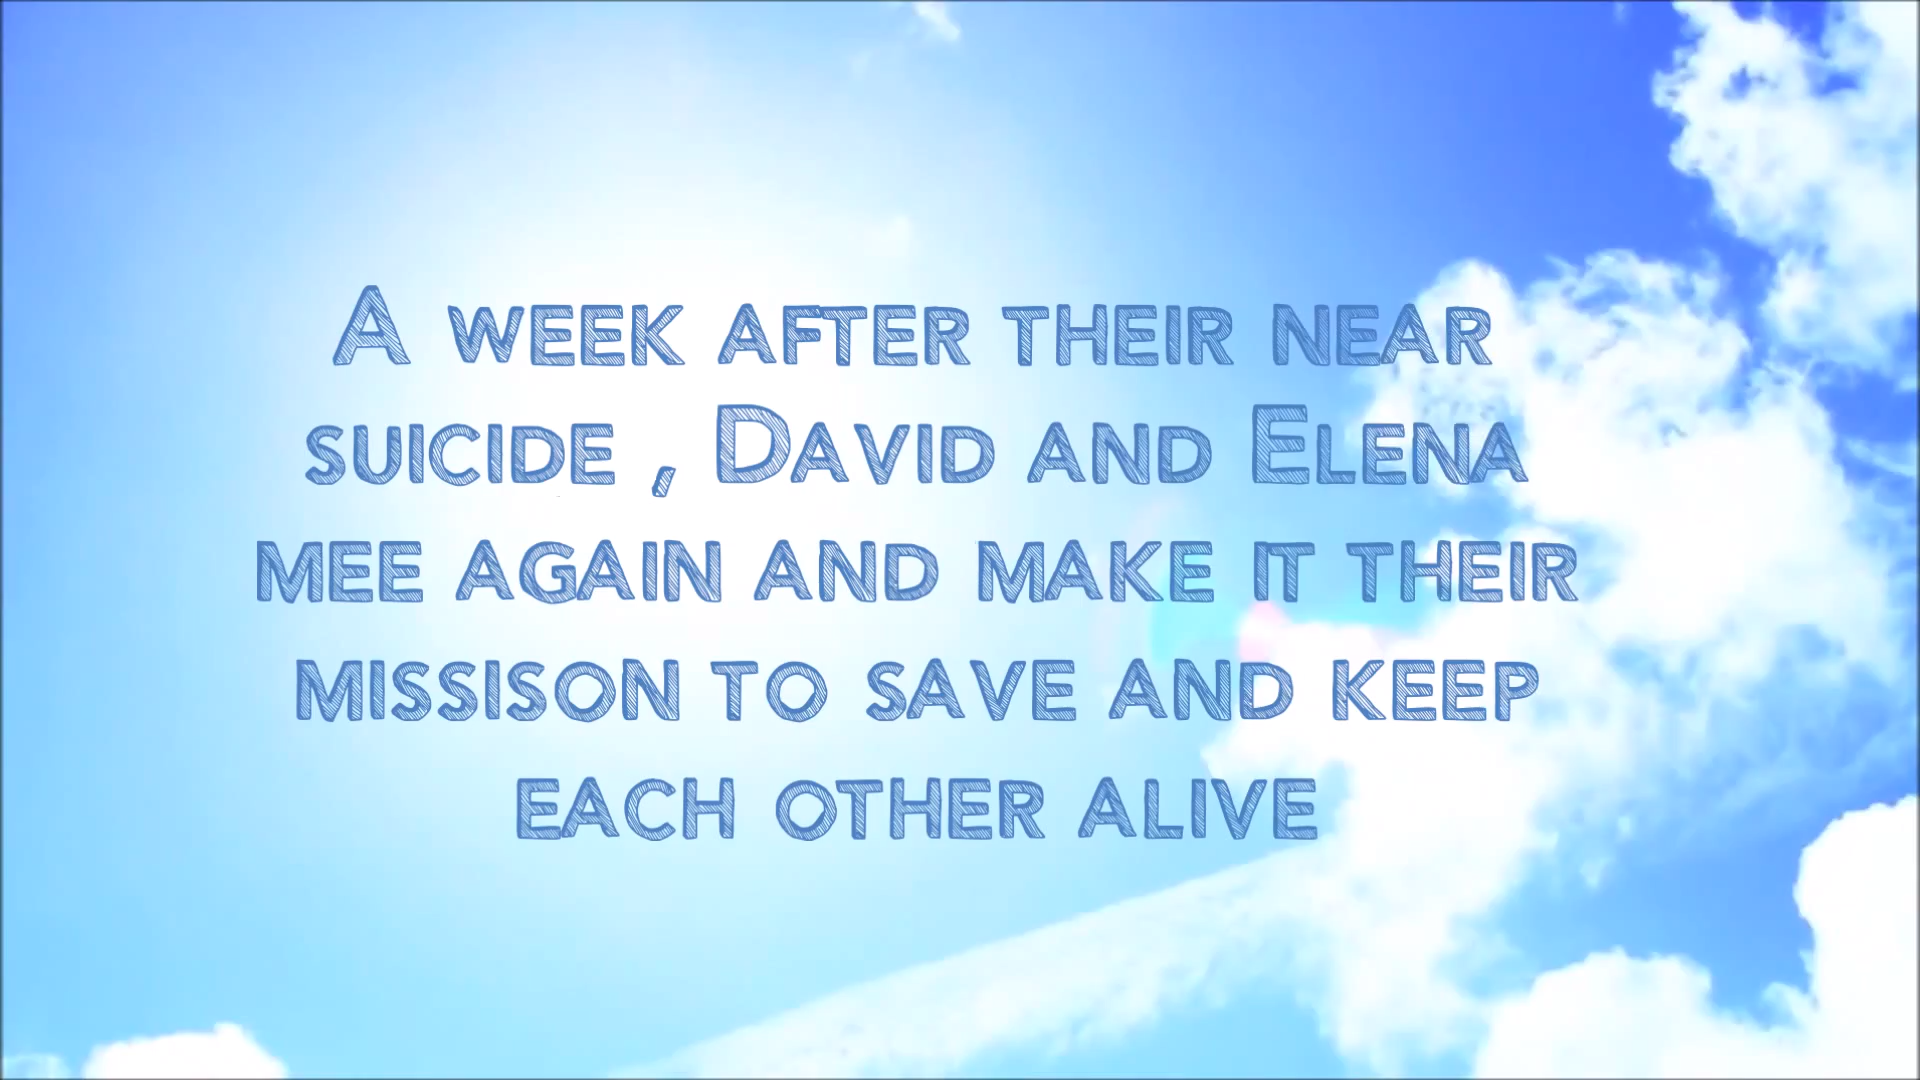 A week after their near
suicide , David and Elena
mee again and make it their
missison to save and keep
each other alive